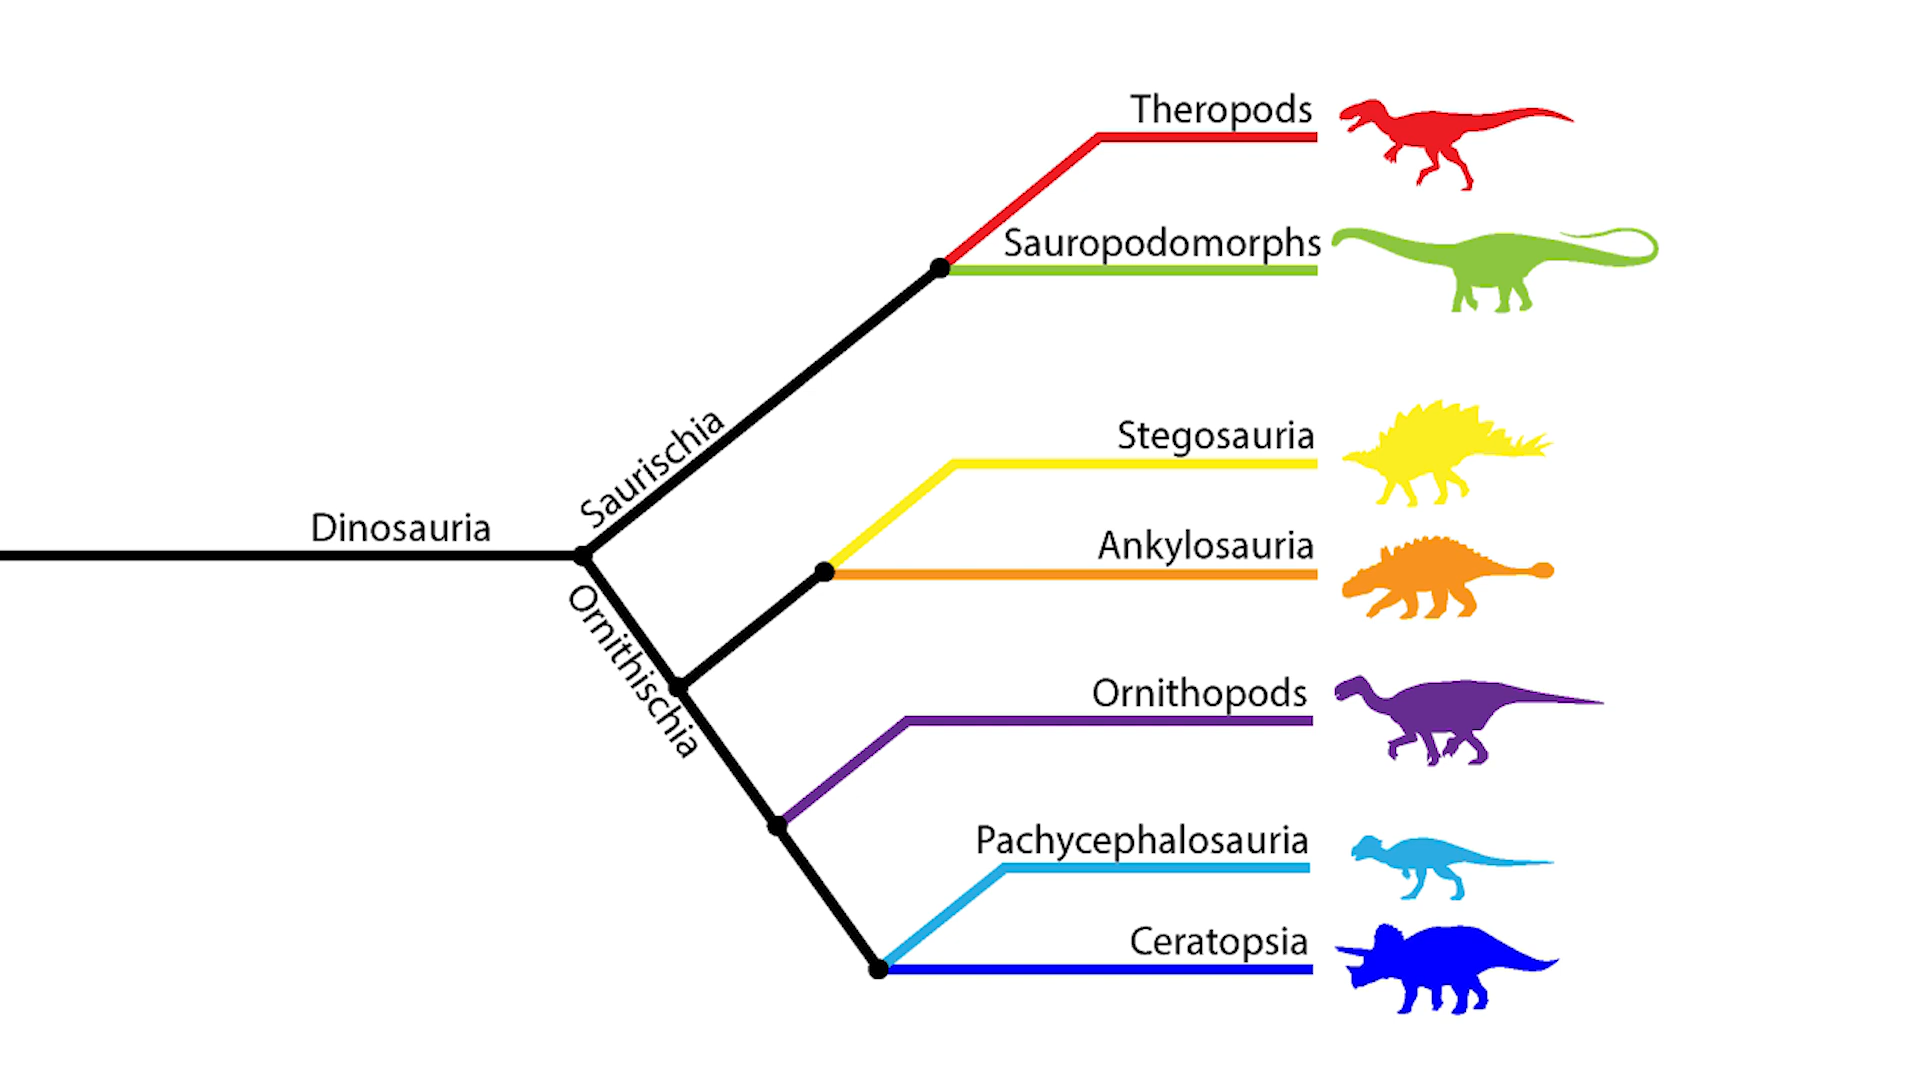 Theropods
Sauropodomorphs
Saurischia
Stegosauria
Dinosauria
Ankylosauria
Ornithischia
Ornithopods
Pachycephalosauria
Ceratopsia